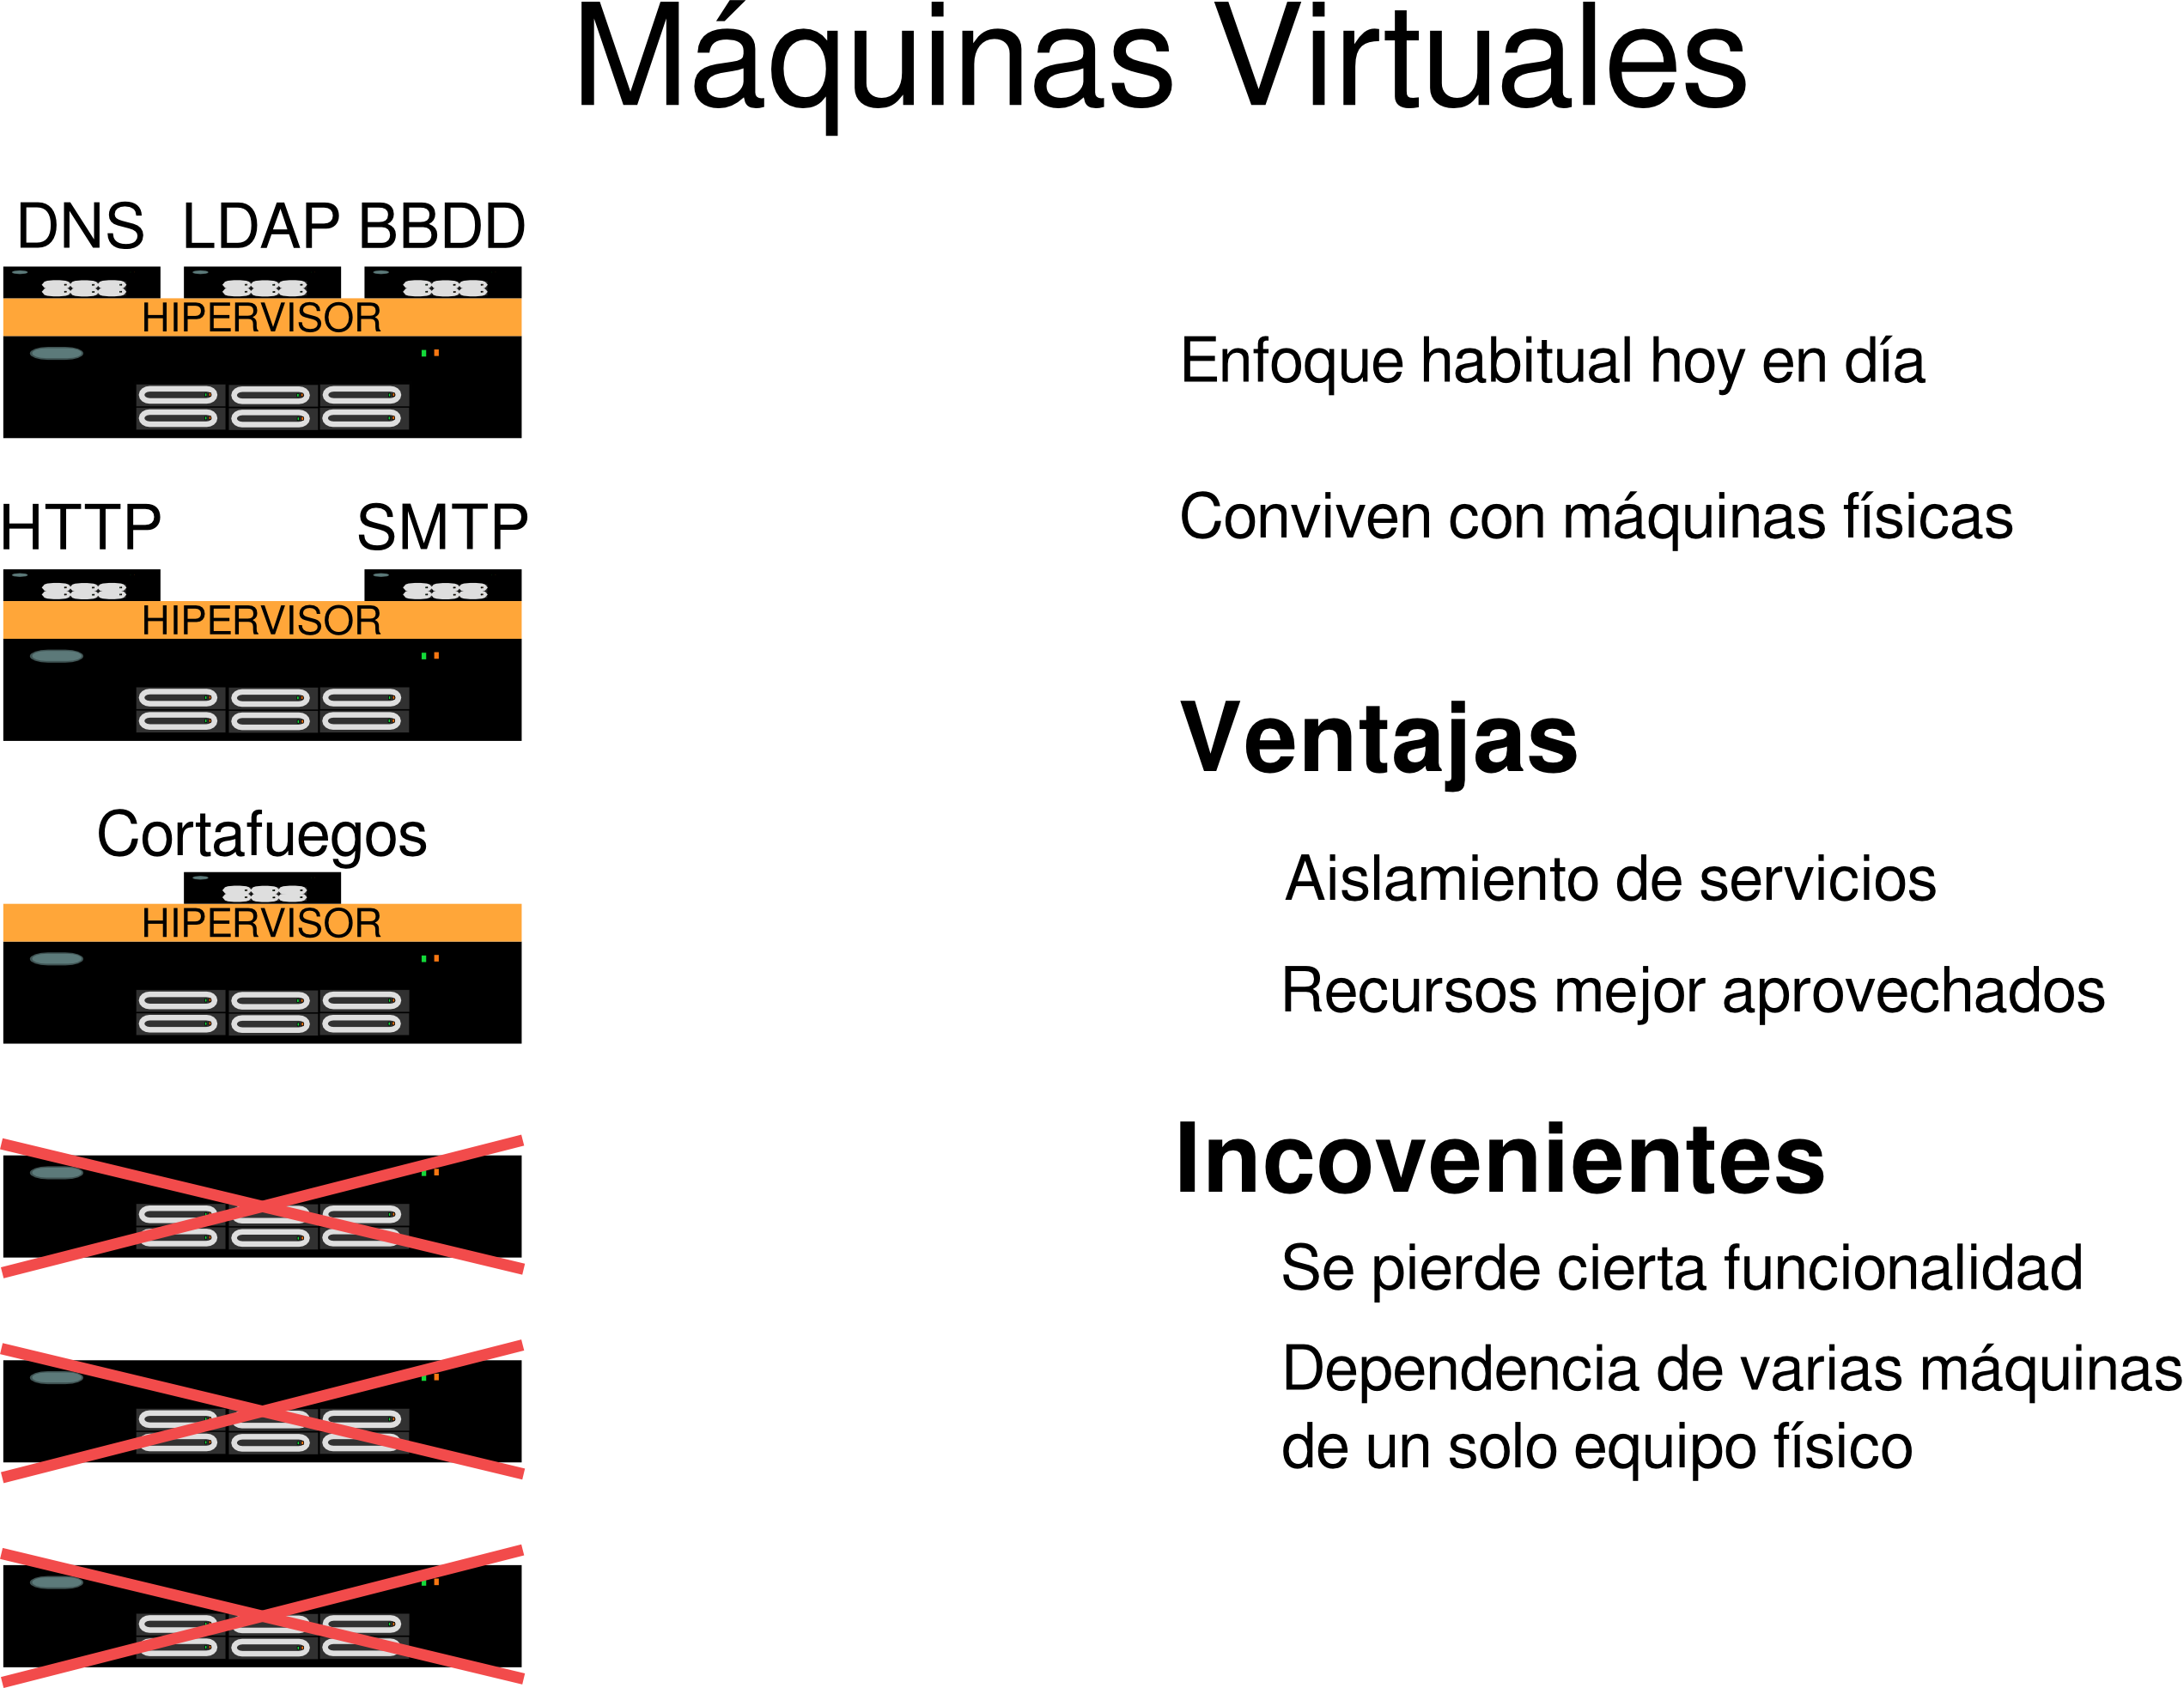 Máquinas Virtuales
DNS LDAP BBDD
HIPERVISOR
HTTP SMTP
HIPERVISOR
Cortafuegos
HIPERVISOR
Enfoque habitual hoy en día
Conviven con máquinas físicas
Ventajas
Aislamiento de servicios
Recursos mejor aprovechados
Incovenientes
Se pierde cierta funcionalidad
Dependencia de varias máquinas
de un solo equipo físico